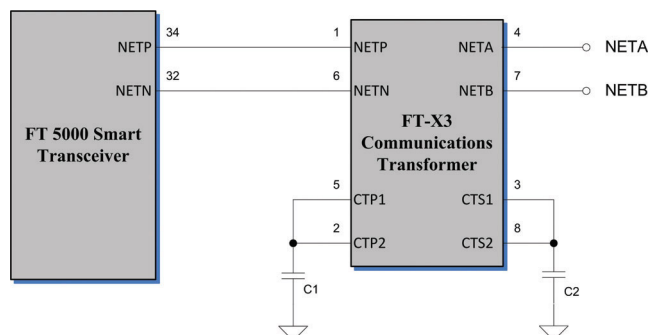 34
1
4
NETP
NETP
NETA
NETA
32
6
7
NETN
NETN
NETB
NETB
FT 5000 Smart
Transceiver
FT-X3
Communications
Transformer
5
3
CTP1
CTS1
2
8
CTP2
CTS2
C1
C2